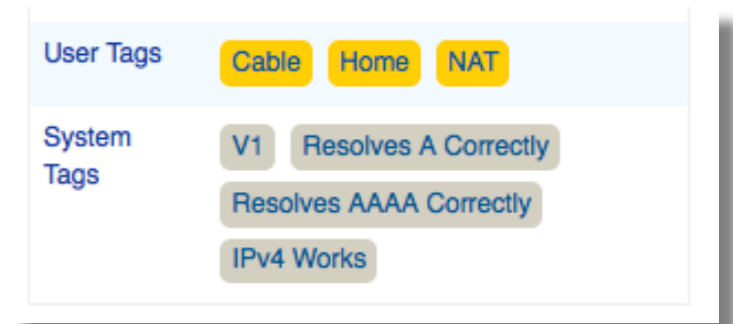 User Tags Cable Home NAT
System Tags V1 Resolves A Correctly
Resolves AAAA Correctly
IPv4 Works